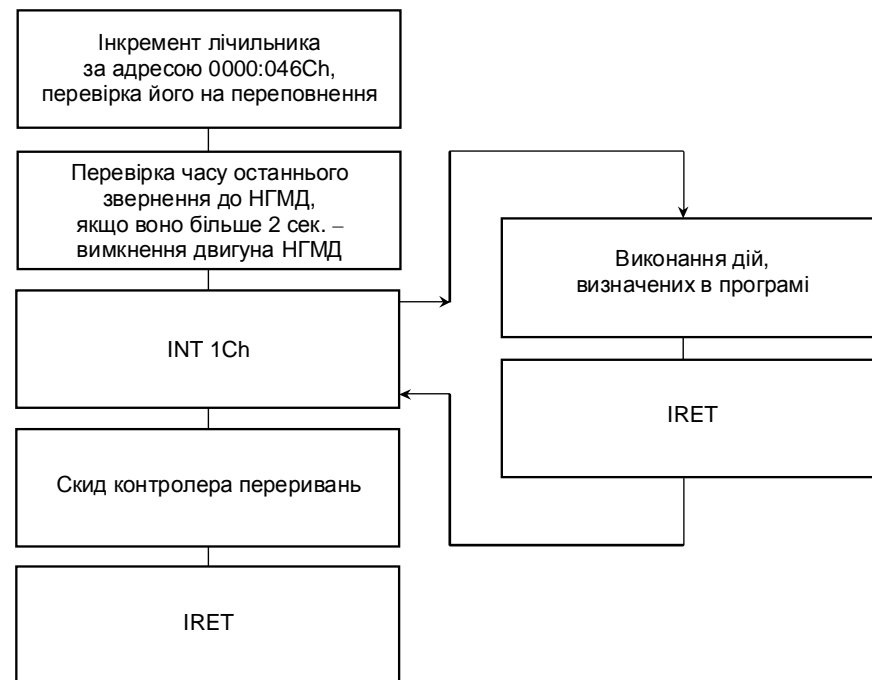 Інкремент лічильника
за адресою 0000:046Ch,
перевірка його на переповнення
Перевірка часу останнього
звернення до НГМД,
якщо воно більше 2 сек. –
вимкнення двигуна НГМД
INT 1Ch
Скид контролера переривань
IRET
Виконання дій,
визначених в програмі
IRET